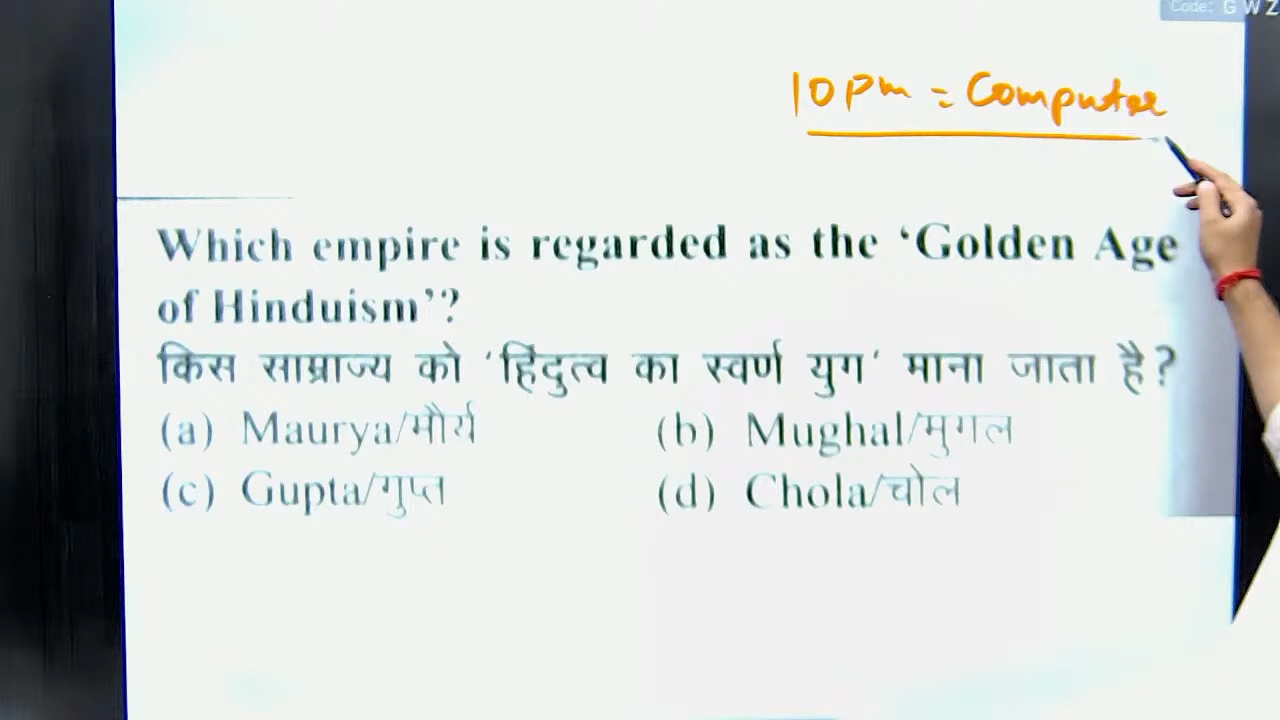 Code: G W Z
10 Pm = Computer
Which empire is regarded as the ‘Golden Age
of Hinduism’?
किस साम्राज्य को ‘हिंदुत्व का स्वर्ण युग‘ माना जाता है?
(a) Maurya/मौर्य (b) Mughal/मुगल
(c) Gupta/गुप्त (d) Chola/चोल